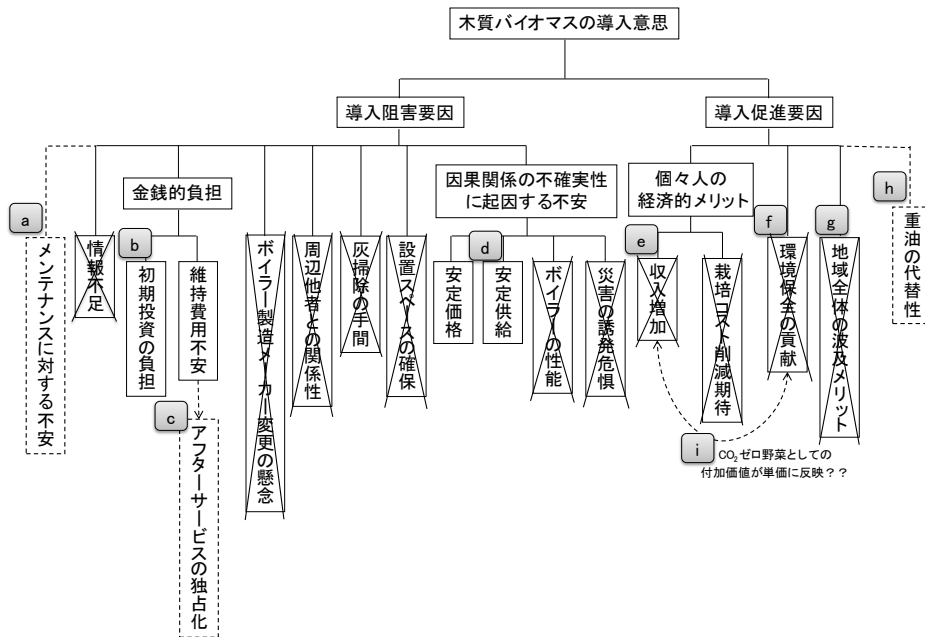 木質バイオマスの導入意思
導入阻害要因
導入促進要因
金銭的負担
因果関係の不確実性
に起因する不安
個々人の
経済的メリット
a
メンテナンスに対する不安
情報不足
b
初期投資の負担
維持費用不安
c
アフターサービスの独占化
ボイラー製造メーカー変更の懸念
周辺他者との関係性
灰掃除の手間
設置スペースの確保
安定価格
d
安定供給
ボイラーの性能
災害の誘発危惧
e
収入増加
栽培コスト削減期待
f
環境保全の貢献
g
地域全体の波及メリット
h
重油の代替性
i
CO₂ゼロ野菜としての
付加価値が単価に反映??